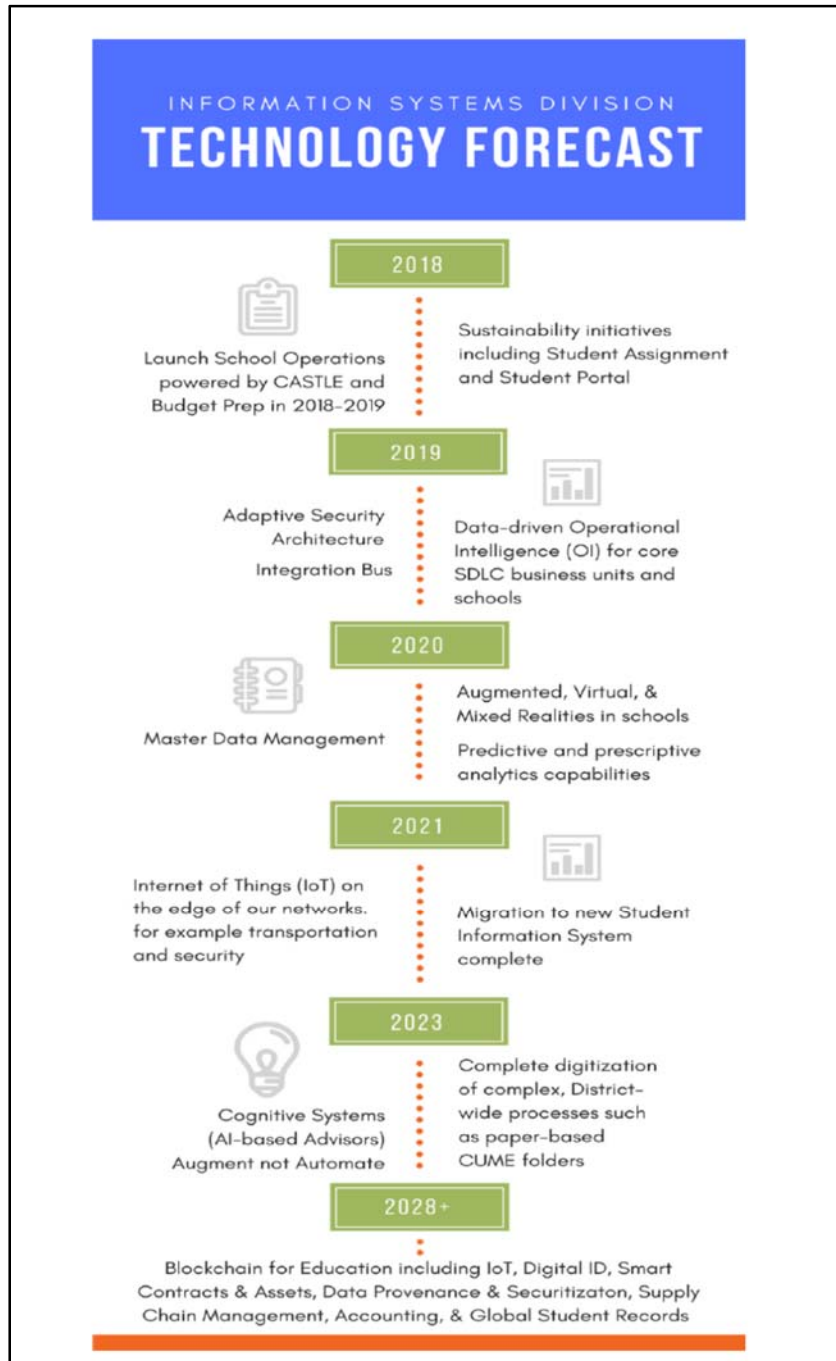 INFORMATION SYSTEMS DIVISION
TECHNOLOGY FORECAST
2018
Launch School Operations
powered by CASTLE and
Budget Prep in 2018-2019
Sustainability initiatives
including Student Assignment
and Student Portal
2019
Adaptive Security
Architecture
Integration Bus
Data-driven Operational
Intelligence (OI) for core
SDLC business units and
schools
2020
Master Data Management
Augmented, Virtual, &
Mixed Realities in schools
Predictive and prescriptive
analytics capabilities
2021
Internet of Things (IoT) on
the edge of our networks.
for example transportation
and security
Migration to new Student
Information System
complete
2023
Cognitive Systems
(AI-based Advisors)
Augment not Automate
Complete digitization
of complex, District-
wide processes such
as paper-based
CUME folders
2028+
Blockchain for Education including IoT, Digital ID, Smart
Contracts & Assets, Data Provenance & Securitizaton, Supply
Chain Management, Accounting, & Global Student Records